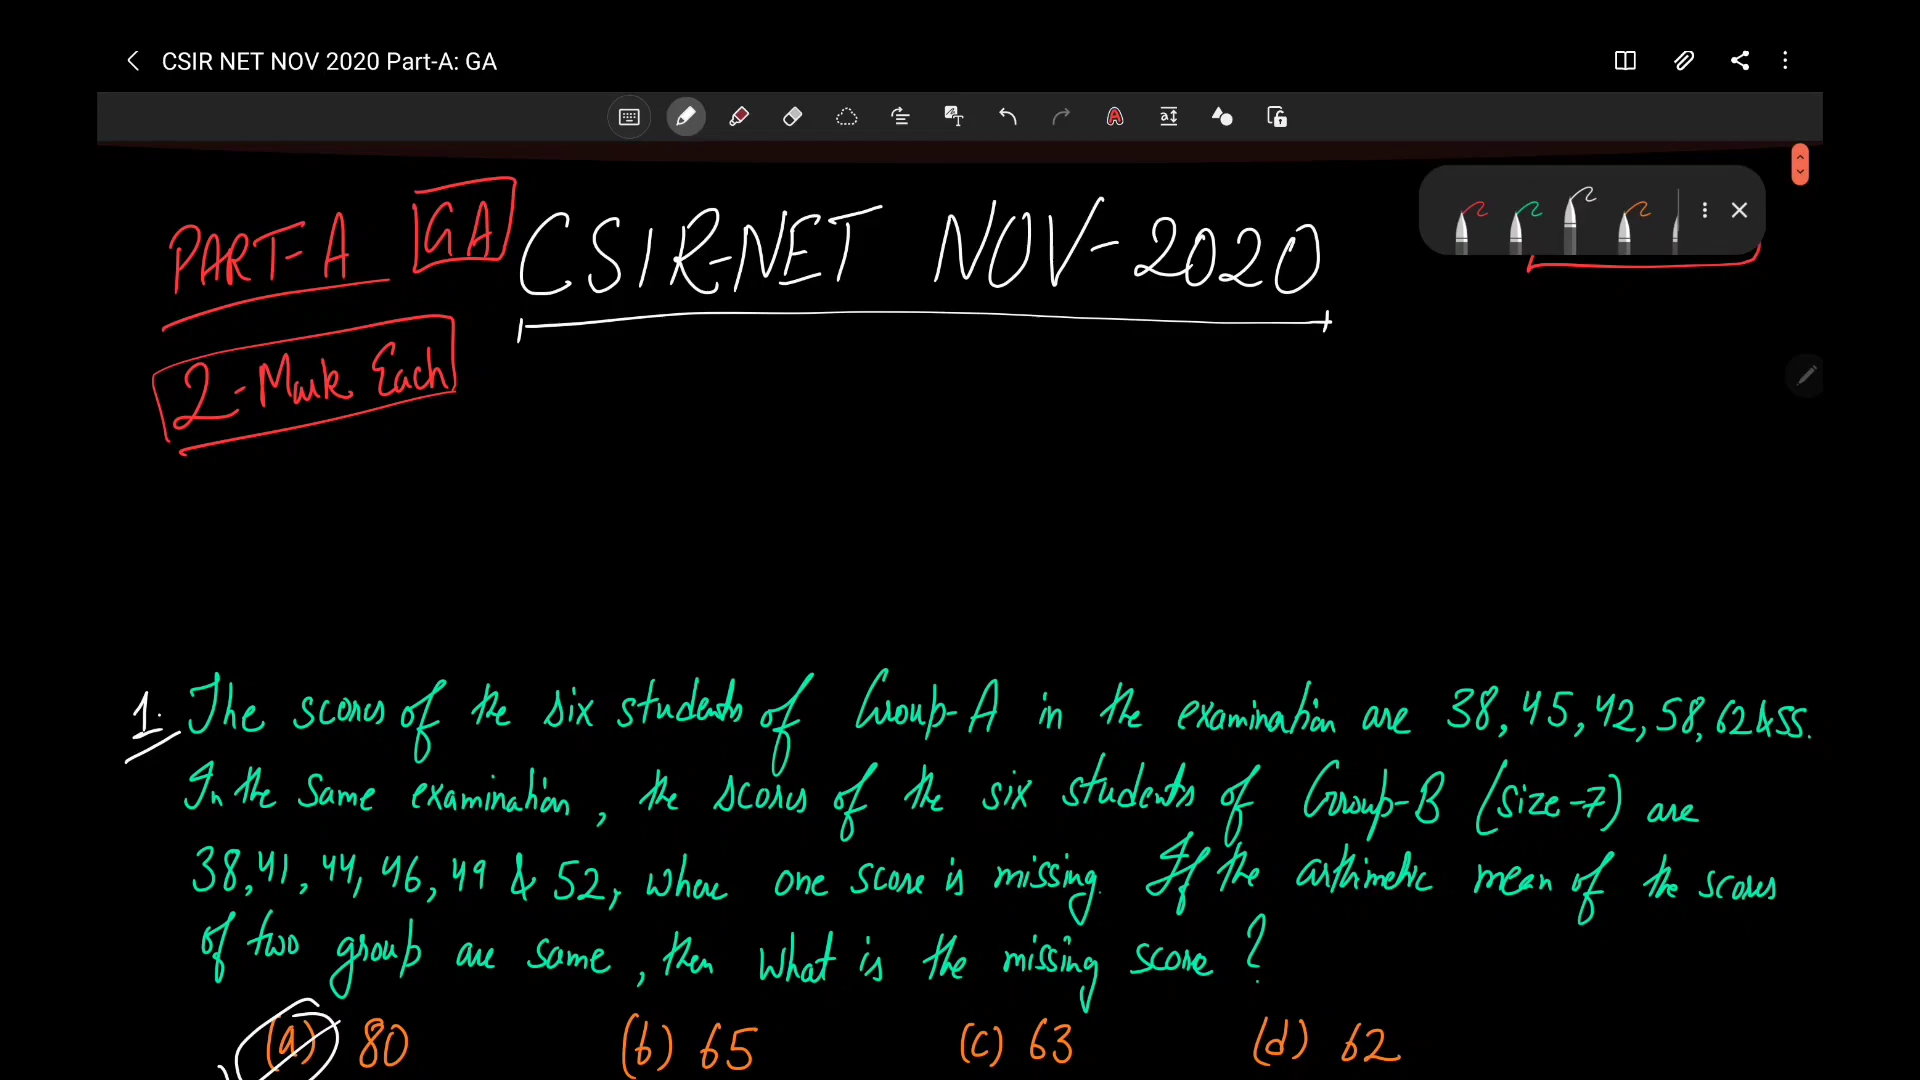 CSIR NET NOV 2020 Part-A: GA
PART-A GA CSIR-NET NOV-2020
2-Mark Each
1. The scores of the six students of Group-A in the examination are 38, 45, 42, 58, 62 & 55.
In the same examination, the scores of the six students of Group-B (size-7) are
38, 41, 44, 46, 49 & 52, where one score is missing. If the arithmetic mean of the scores
of two group are same, then what is the missing score?
(a) 80 (b) 65 (c) 63 (d) 62